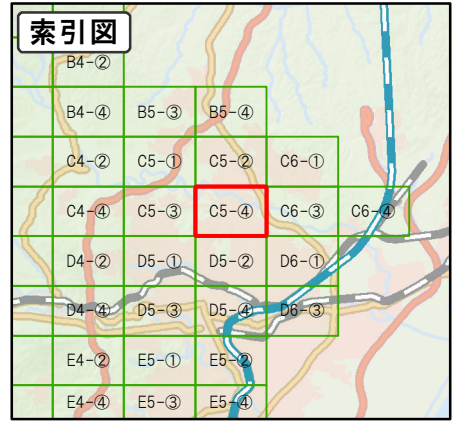 索引図
B4-②
B4-④ B5-③ B5-④
C4-② C5-① C5-② C6-①
C4-④ C5-③ C5-④ C6-③ C6-④
D4-② D5-① D5-② D6-①
D4-④ D5-③ D5-④ D6-③
E4-② E5-① E5-②
E4-④ E5-③ E5-④